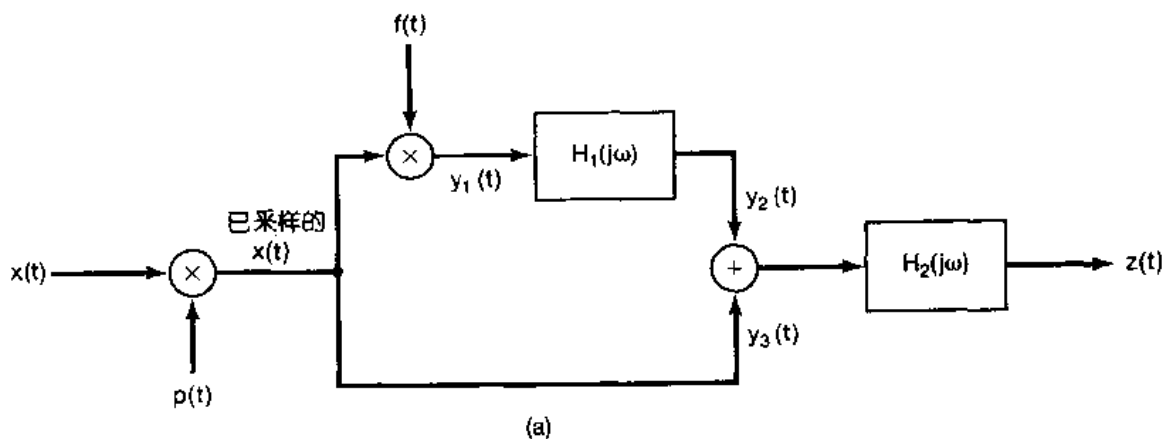 f(t)
H₁(jω)
y₁(t)
y₂(t)
已采样的
x(t)
x(t)
H₂(jω)
z(t)
y₃(t)
p(t)
(a)